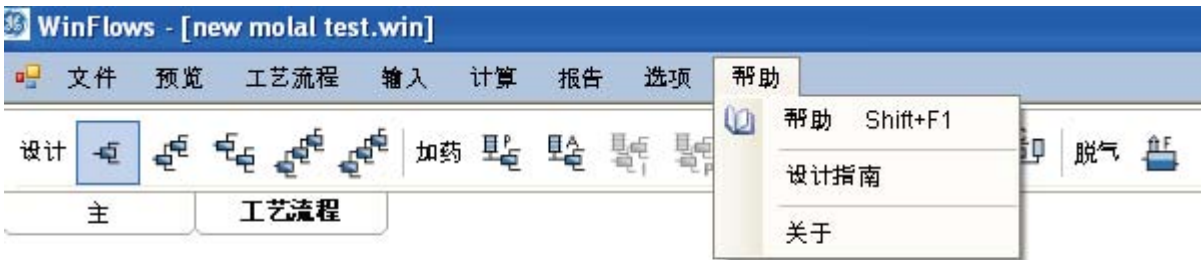 WinFlows - [new molal test.win]
文件 预览 工艺流程 输入 计算 报告 选项 帮助
帮助 Shift+F1
设计 加药 脱气
设计指南
主 工艺流程
关于